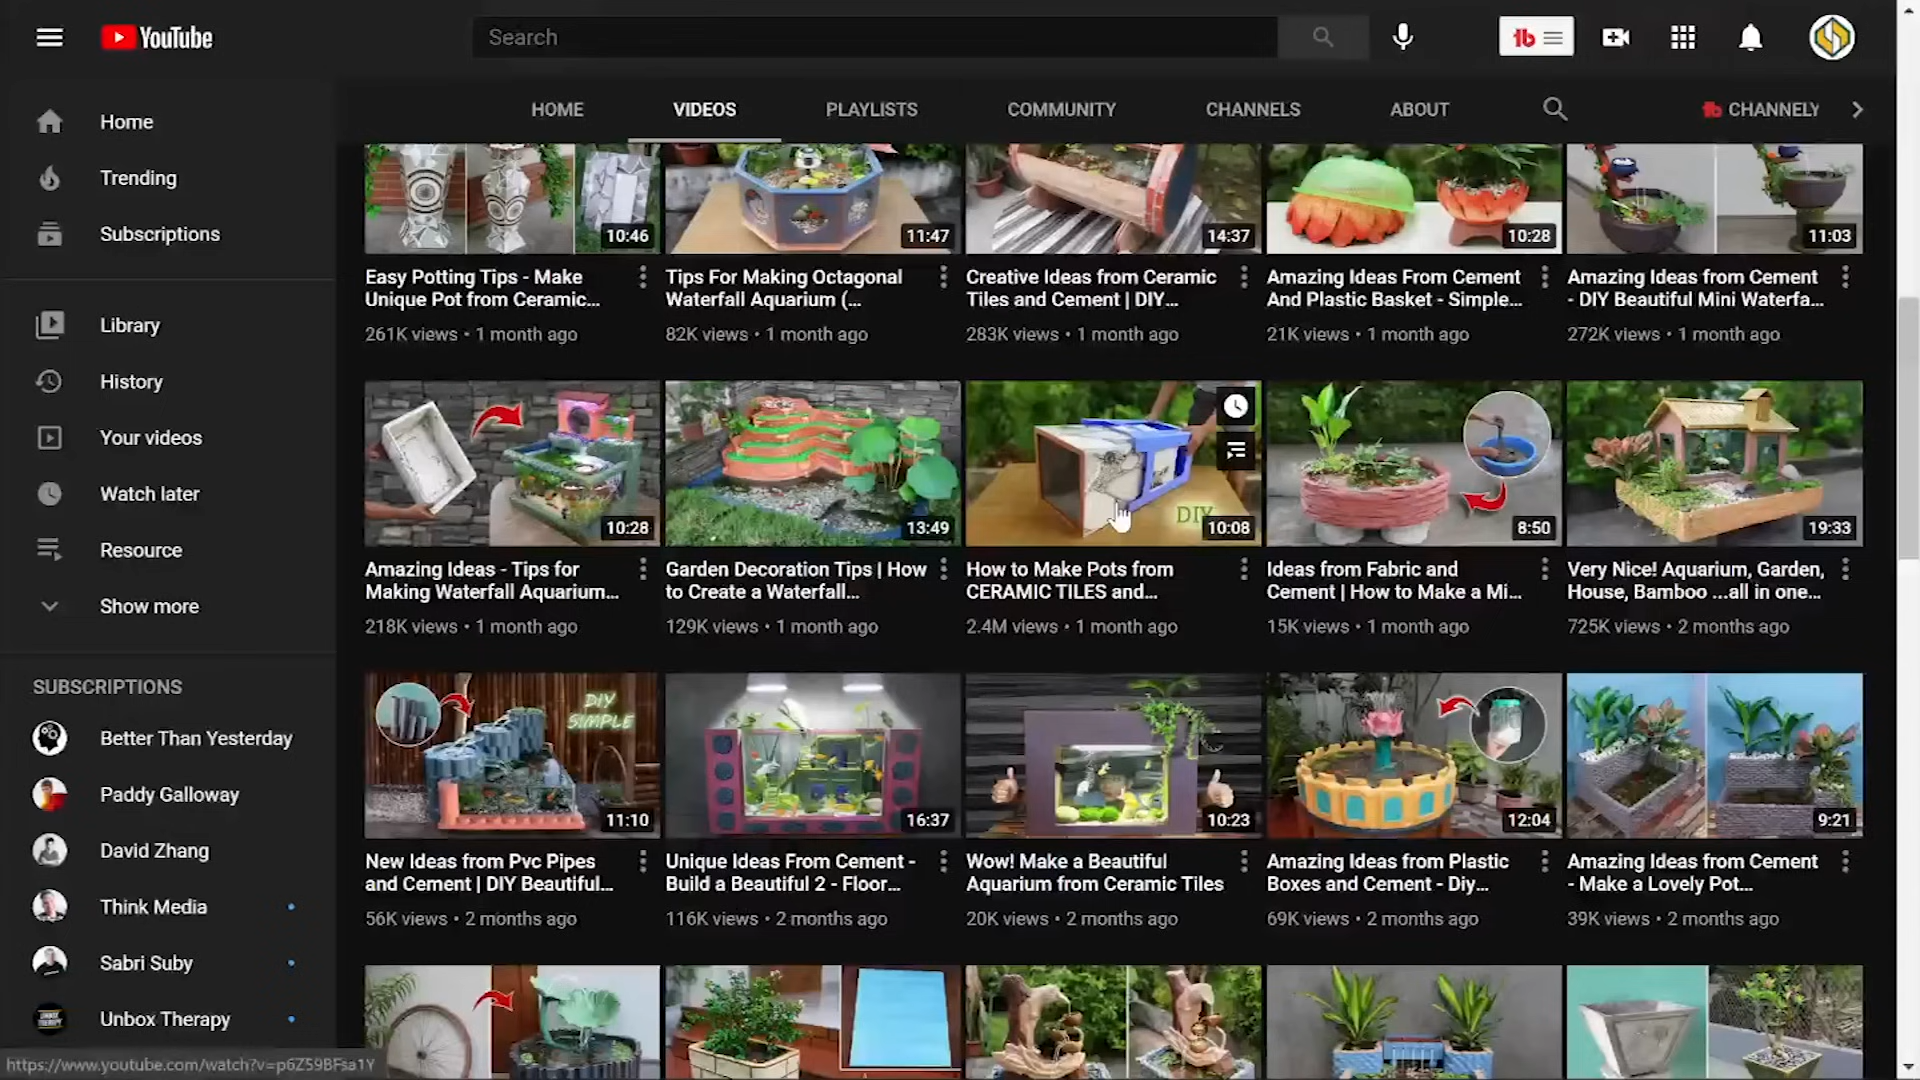 YouTube
Search
HOME
VIDEOS
PLAYLISTS
COMMUNITY
CHANNELS
ABOUT
CHANNELY
Home
Trending
Subscriptions
Library
History
Your videos
Watch later
Resource
Show more
SUBSCRIPTIONS
Better Than Yesterday
Paddy Galloway
David Zhang
Think Media
Sabri Suby
Unbox Therapy
10:46
11:47
14:37
10:28
11:03
Easy Potting Tips - Make
Unique Pot from Ceramic...
261K views • 1 month ago
Tips For Making Octagonal
Waterfall Aquarium (...
82K views • 1 month ago
Creative Ideas from Ceramic
Tiles and Cement | DIY...
283K views • 1 month ago
Amazing Ideas From Cement
And Plastic Basket - Simple...
21K views • 1 month ago
Amazing Ideas from Cement
- DIY Beautiful Mini Waterfa...
272K views • 1 month ago
10:28
13:49
DIY
10:08
8:50
19:33
Amazing Ideas - Tips for
Making Waterfall Aquarium...
218K views • 1 month ago
Garden Decoration Tips | How
to Create a Waterfall...
129K views • 1 month ago
How to Make Pots from
CERAMIC TILES and...
2.4M views • 1 month ago
Ideas from Fabric and
Cement | How to Make a Mi...
15K views • 1 month ago
Very Nice! Aquarium, Garden,
House, Bamboo ...all in one...
725K views • 2 months ago
DIY
SIMPLE
11:10
16:37
10:23
12:04
9:21
New Ideas from Pvc Pipes
and Cement | DIY Beautiful...
56K views • 2 months ago
Unique Ideas From Cement -
Build a Beautiful 2 - Floor...
116K views • 2 months ago
Wow! Make a Beautiful
Aquarium from Ceramic Tiles
20K views • 2 months ago
Amazing Ideas from Plastic
Boxes and Cement - Diy...
69K views • 2 months ago
Amazing Ideas from Cement
- Make a Lovely Pot...
39K views • 2 months ago
https://www.youtube.com/watch?v=p6Z59BFsa1Y